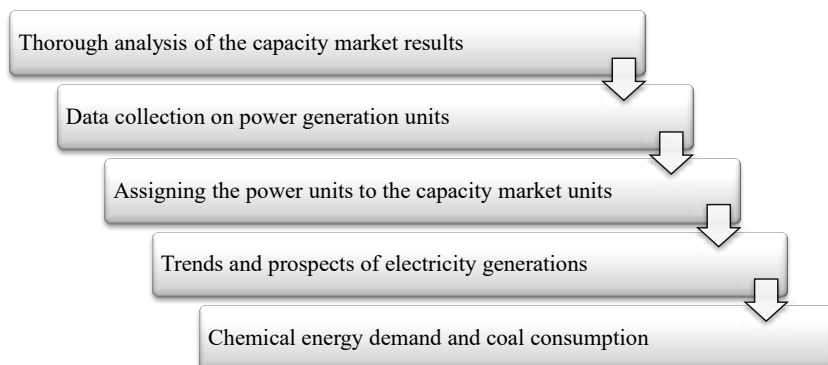 Thorough analysis of the capacity market results
Data collection on power generation units
Assigning the power units to the capacity market units
Trends and prospects of electricity generations
Chemical energy demand and coal consumption